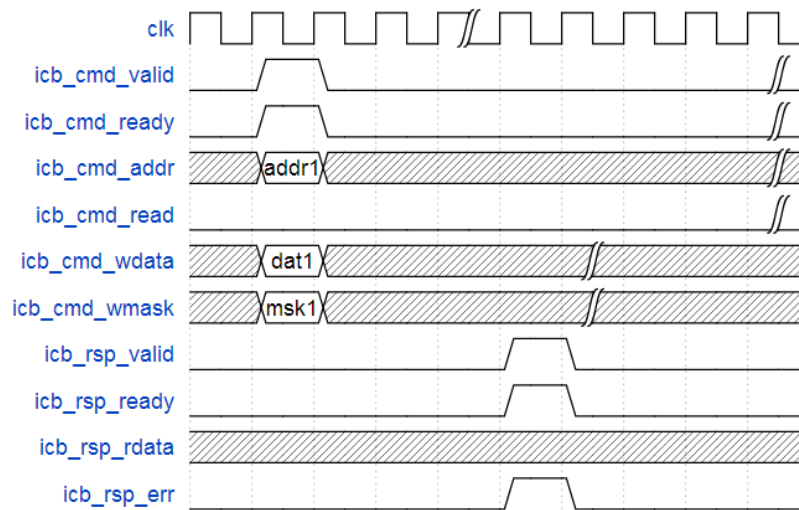 clk
icb_cmd_valid
icb_cmd_ready
icb_cmd_addr addr1
icb_cmd_read
icb_cmd_wdata dat1
icb_cmd_wmask msk1
icb_rsp_valid
icb_rsp_ready
icb_rsp_rdata
icb_rsp_err